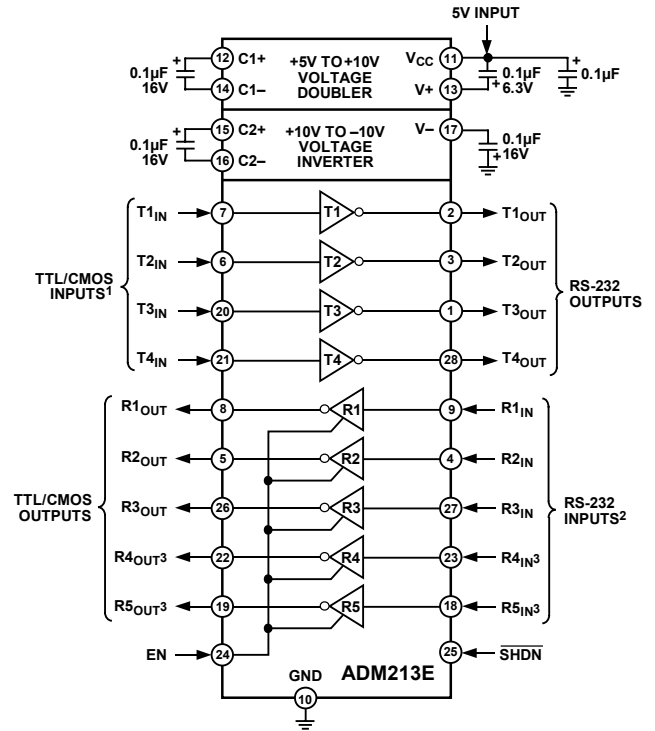 5V INPUT
0.1µF
16V
12 C1+
14 C1–
+5V TO +10V
VOLTAGE
DOUBLER
VCC 11
V+ 13
0.1µF
6.3V
0.1µF
0.1µF
16V
15 C2+
16 C2–
+10V TO –10V
VOLTAGE
INVERTER
V– 17
0.1µF
16V
TTL/CMOS
INPUTS1
T1IN 7 T1 2 T1OUT
T2IN 6 T2 3 T2OUT
T3IN 20 T3 1 T3OUT
T4IN 21 T4 28 T4OUT
RS-232
OUTPUTS
TTL/CMOS
OUTPUTS
R1OUT 8 R1 9 R1IN
R2OUT 5 R2 4 R2IN
R3OUT 26 R3 27 R3IN
R4OUT3 22 R4 23 R4IN3
R5OUT3 19 R5 18 R5IN3
RS-232
INPUTS2
EN 24
25 SHDN
GND
10
ADM213E
+
+
+
+
+